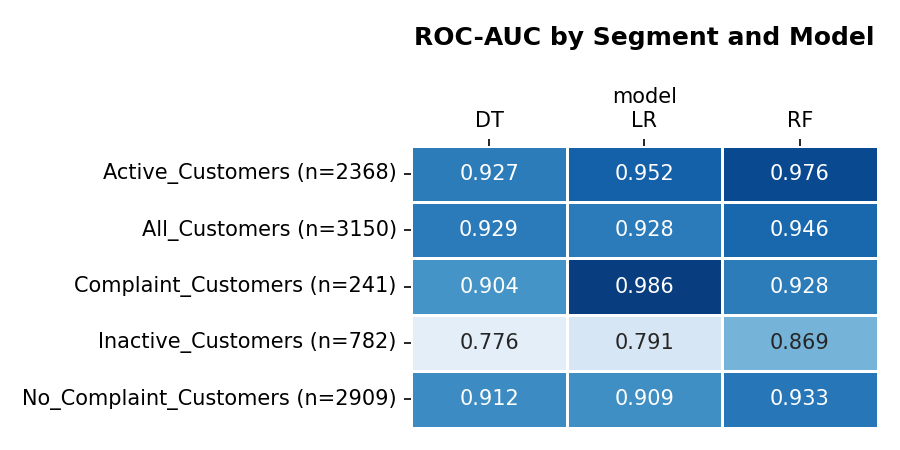 ROC-AUC by Segment and Model
model
DT LR RF
Active_Customers (n=2368) 0.927 0.952 0.976
All_Customers (n=3150) 0.929 0.928 0.946
Complaint_Customers (n=241) 0.904 0.986 0.928
Inactive_Customers (n=782) 0.776 0.791 0.869
No_Complaint_Customers (n=2909) 0.912 0.909 0.933